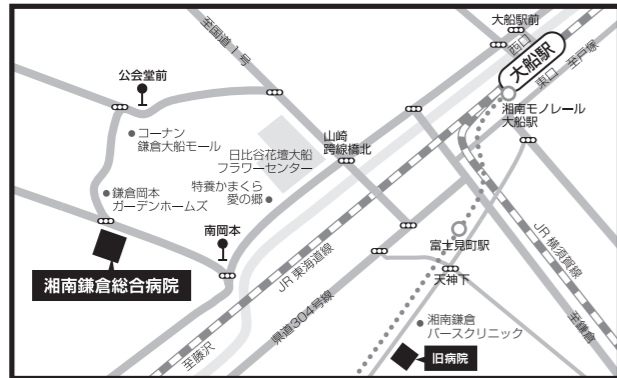 大船駅前
西口
大船駅
東口
至戸塚
至国道1号
公会堂前
湘南モノレール
大船駅
コーナン
鎌倉大船モール
山崎
跨線橋北
日比谷花壇大船
フラワーセンター
特養かまくら
愛の郷
鎌倉岡本
ガーデンホームズ
南岡本
富士見町駅
JR東海道線
JR横須賀線
天神下
湘南鎌倉総合病院
県道304号線
至鎌倉
湘南鎌倉
バースクリニック
至藤沢
旧病院